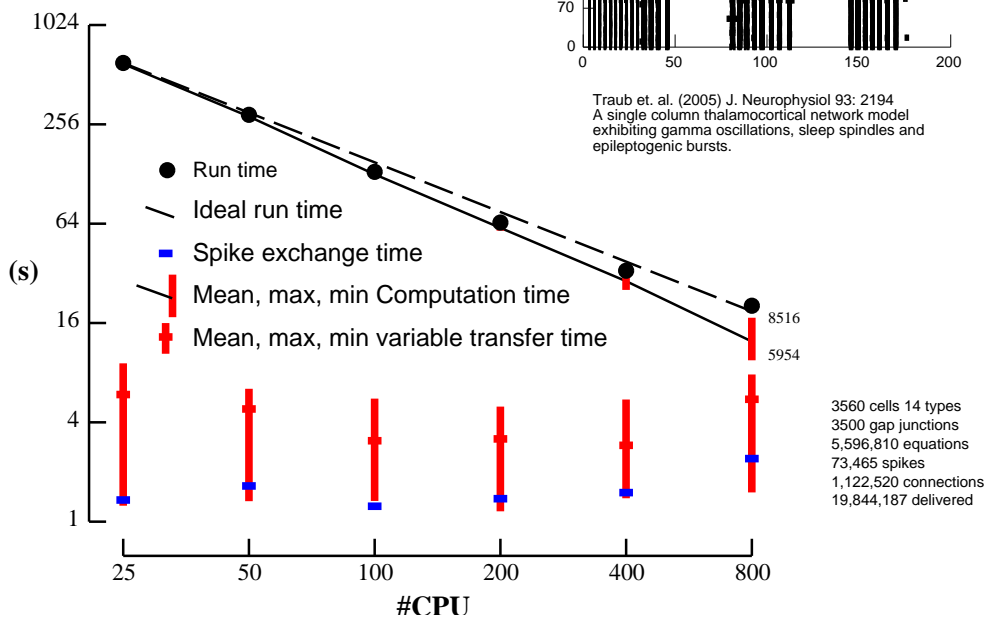 70
0
0 50 100 150 200
Traub et. al. (2005) J. Neurophysiol 93: 2194
A single column thalamocortical network model
exhibiting gamma oscillations, sleep spindles and
epileptogenic bursts.
1024
256
64
16
4
1
(s)
Run time
Ideal run time
Spike exchange time
Mean, max, min Computation time
Mean, max, min variable transfer time
8516
5954
3560 cells 14 types
3500 gap junctions
5,596,810 equations
73,465 spikes
1,122,520 connections
19,844,187 delivered
25 50 100 200 400 800
#CPU